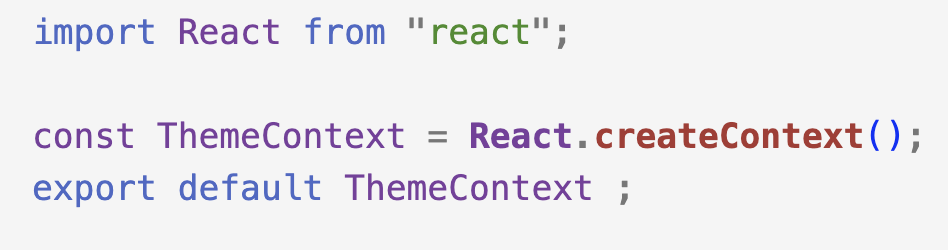 import React from "react";
const ThemeContext = React.createContext();
export default ThemeContext ;